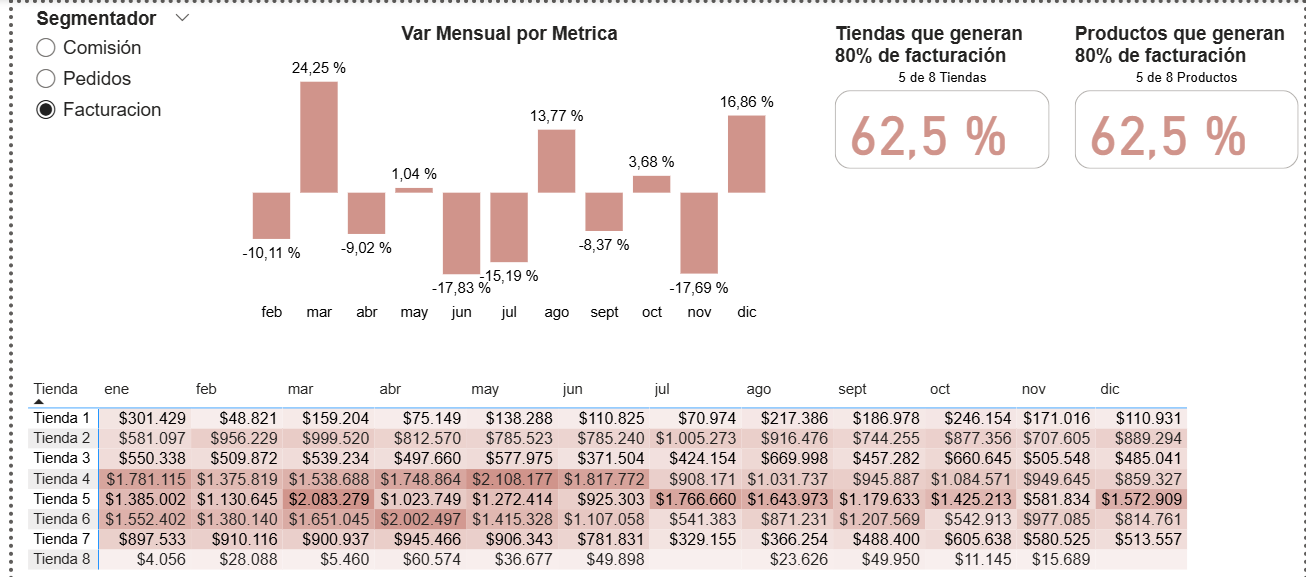 Segmentador
Comisión
Pedidos
Facturacion
Var Mensual por Metrica
24,25 %
16,86 %
13,77 %
3,68 %
1,04 %
-10,11 %
-9,02 %
-8,37 %
-15,19 %
-17,83 %
-17,69 %
feb mar abr may jun jul ago sept oct nov dic
Tiendas que generan
80% de facturación
5 de 8 Tiendas
62,5 %
Productos que generan
80% de facturación
5 de 8 Productos
62,5 %
Tienda ene feb mar abr may jun jul ago sept oct nov dic
Tienda 1 $301.429 $48.821 $159.204 $75.149 $138.288 $110.825 $70.974 $217.386 $186.978 $246.154 $171.016 $110.931
Tienda 2 $581.097 $956.229 $999.520 $812.570 $785.523 $785.240 $1.005.273 $916.476 $744.255 $877.356 $707.605 $889.294
Tienda 3 $550.338 $509.872 $539.234 $497.660 $577.975 $371.504 $424.154 $669.998 $457.282 $660.645 $505.548 $485.041
Tienda 4 $1.781.115 $1.375.819 $1.538.688 $1.748.864 $2.108.177 $1.817.772 $908.171 $1.031.737 $945.887 $1.084.571 $949.645 $859.327
Tienda 5 $1.385.002 $1.130.645 $2.083.279 $1.023.749 $1.272.414 $925.303 $1.766.660 $1.643.973 $1.179.633 $1.425.213 $581.834 $1.572.909
Tienda 6 $1.552.402 $1.380.140 $1.651.045 $2.002.497 $1.415.328 $1.107.058 $541.383 $871.231 $1.207.569 $542.913 $977.085 $814.761
Tienda 7 $897.533 $910.116 $900.937 $945.466 $906.343 $781.831 $329.155 $366.254 $488.400 $605.638 $580.525 $513.557
Tienda 8 $4.056 $28.088 $5.460 $60.574 $36.677 $49.898 $23.626 $49.950 $11.145 $15.689